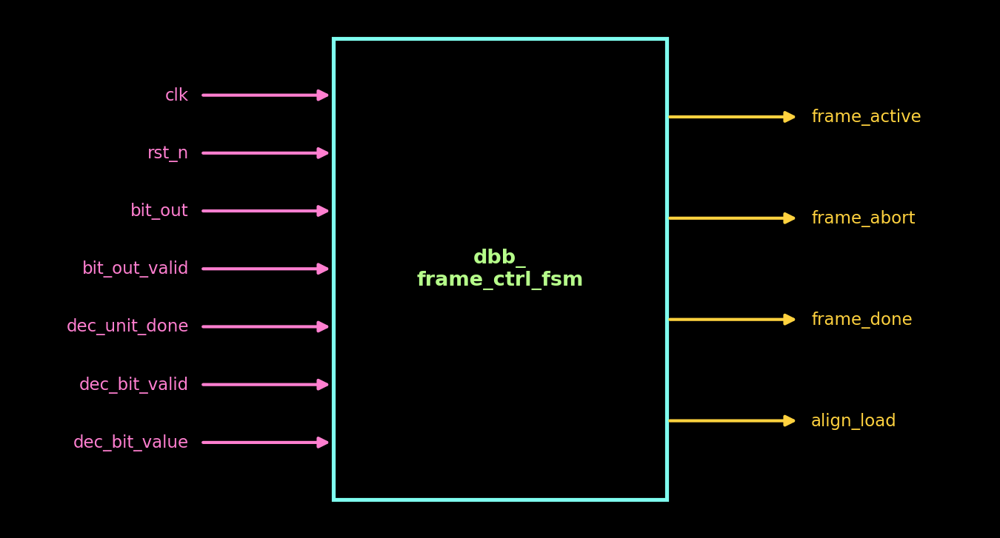 clk
rst_n
bit_out
bit_out_valid
dec_unit_done
dec_bit_valid
dec_bit_value
dbb_
frame_ctrl_fsm
frame_active
frame_abort
frame_done
align_load